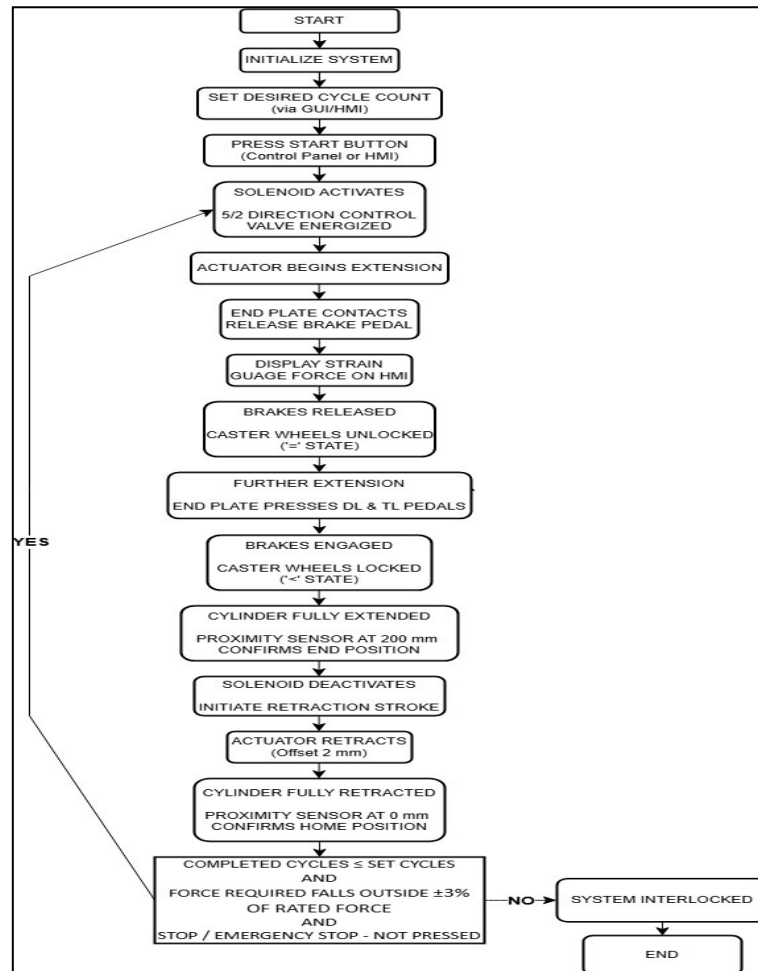 START
INITIALIZE SYSTEM
SET DESIRED CYCLE COUNT
(via GUI/HMI)
PRESS START BUTTON
(Control Panel or HMI)
SOLENOID ACTIVATES
5/2 DIRECTION CONTROL
VALVE ENERGIZED
ACTUATOR BEGINS EXTENSION
END PLATE CONTACTS
RELEASE BRAKE PEDAL
DISPLAY STRAIN
GUAGE FORCE ON HMI
BRAKES RELEASED
CASTER WHEELS UNLOCKED
('=' STATE)
FURTHER EXTENSION
END PLATE PRESSES DL & TL PEDALS
YES
BRAKES ENGAGED
CASTER WHEELS LOCKED
('<' STATE)
CYLINDER FULLY EXTENDED
PROXIMITY SENSOR AT 200 mm
CONFIRMS END POSITION
SOLENOID DEACTIVATES
INITIATE RETRACTION STROKE
ACTUATOR RETRACTS
(Offset 2 mm)
CYLINDER FULLY RETRACTED
PROXIMITY SENSOR AT 0 mm
CONFIRMS HOME POSITION
COMPLETED CYCLES ≤ SET CYCLES
AND
FORCE REQUIRED FALLS OUTSIDE ±3%
OF RATED FORCE
AND
STOP / EMERGENCY STOP - NOT PRESSED
NO
SYSTEM INTERLOCKED
END